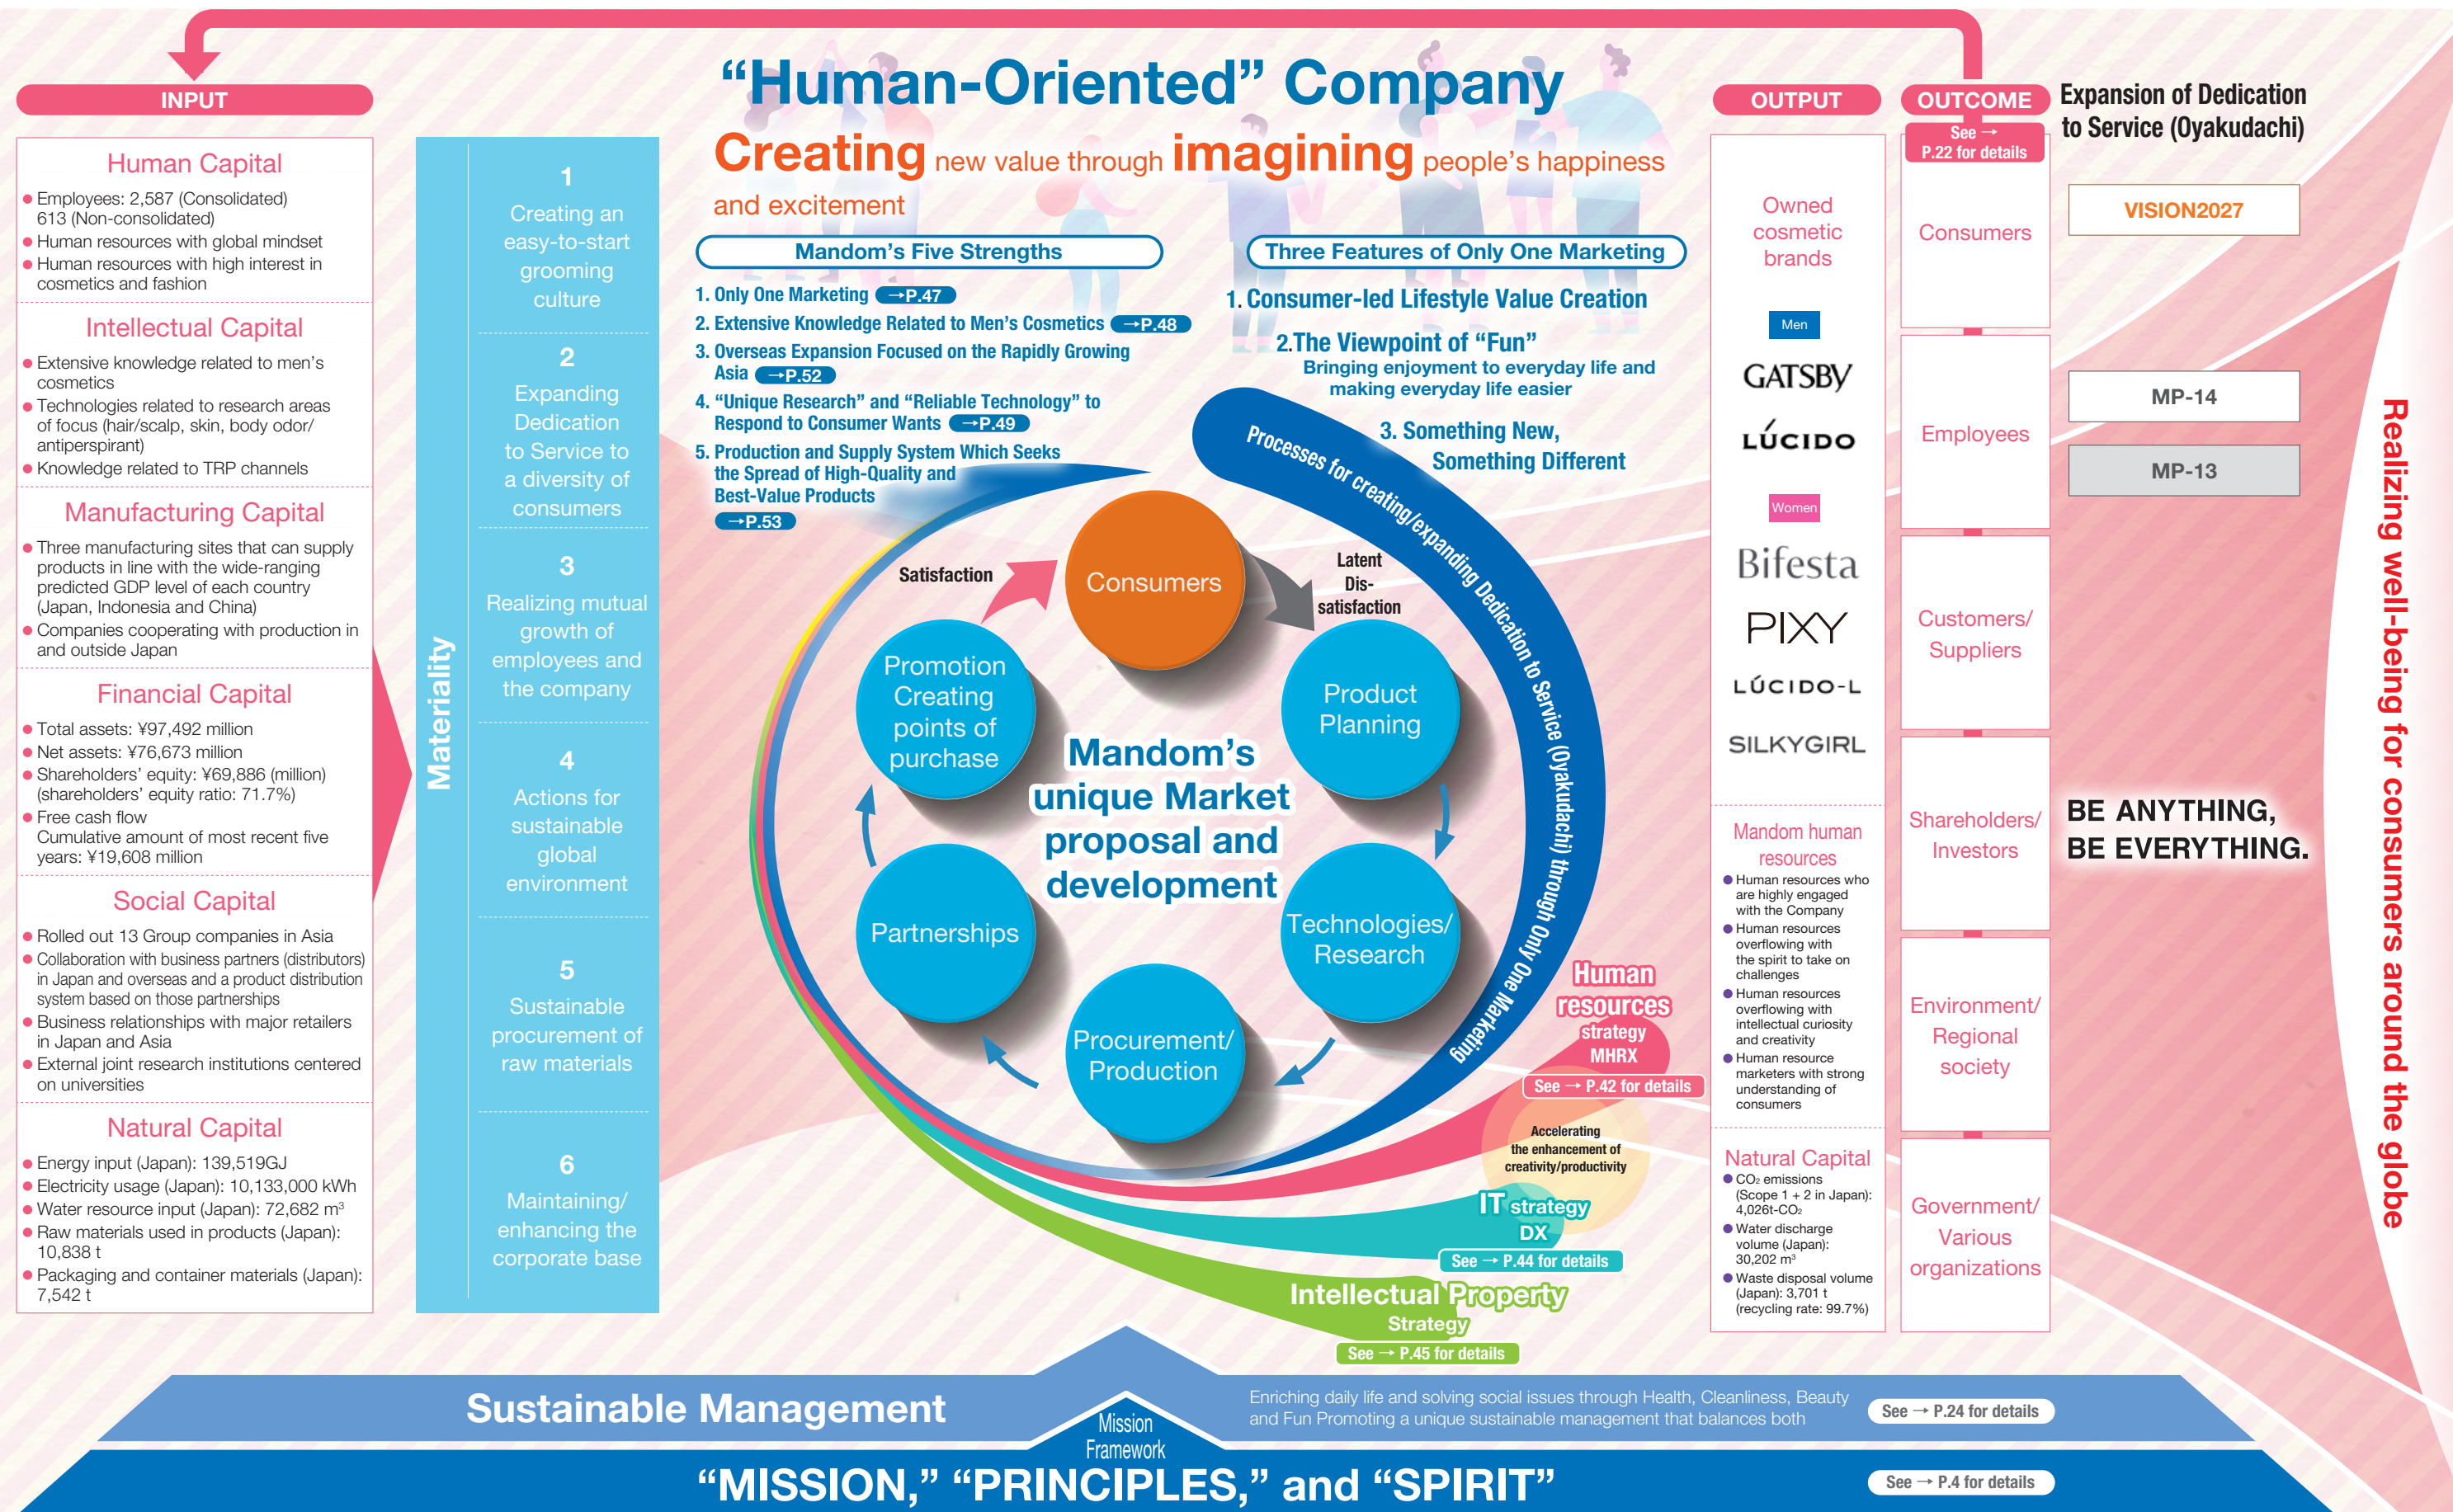 INPUT
Human Capital
● Employees: 2,587 (Consolidated)
613 (Non-consolidated)
● Human resources with global mindset
● Human resources with high interest in
cosmetics and fashion
Intellectual Capital
● Extensive knowledge related to men's
cosmetics
● Technologies related to research areas
of focus (hair/scalp, skin, body odor/
antiperspirant)
● Knowledge related to TRP channels
Manufacturing Capital
● Three manufacturing sites that can supply
products in line with the wide-ranging
predicted GDP level of each country
(Japan, Indonesia and China)
● Companies cooperating with production in
and outside Japan
Financial Capital
● Total assets: ¥97,492 million
● Net assets: ¥76,673 million
● Shareholders' equity: ¥69,886 (million)
(shareholders' equity ratio: 71.7%)
● Free cash flow
Cumulative amount of most recent five
years: ¥19,608 million
Social Capital
● Rolled out 13 Group companies in Asia
● Collaboration with business partners (distributors)
in Japan and overseas and a product distribution
system based on those partnerships
● Business relationships with major retailers
in Japan and Asia
● External joint research institutions centered
on universities
Natural Capital
● Energy input (Japan): 139,519GJ
● Electricity usage (Japan): 10,133,000 kWh
● Water resource input (Japan): 72,682 m³
● Raw materials used in products (Japan):
10,838 t
● Packaging and container materials (Japan):
7,542 t
Materiality
1
Creating an
easy-to-start
grooming
culture
2
Expanding
Dedication
to Service to
a diversity of
consumers
3
Realizing mutual
growth of
employees and
the company
4
Actions for
sustainable
global
environment
5
Sustainable
procurement of
raw materials
6
Maintaining/
enhancing the
corporate base
“Human-Oriented” Company
Creating new value through imagining people's happiness
and excitement
Mandom's Five Strengths
1. Only One Marketing →P.47
2. Extensive Knowledge Related to Men's Cosmetics →P.48
3. Overseas Expansion Focused on the Rapidly Growing
Asia →P.52
4. “Unique Research” and “Reliable Technology” to
Respond to Consumer Wants →P.49
5. Production and Supply System Which Seeks
the Spread of High-Quality and
Best-Value Products
→P.53
Three Features of Only One Marketing
1. Consumer-led Lifestyle Value Creation
2.The Viewpoint of “Fun”
Bringing enjoyment to everyday life and
making everyday life easier
3. Something New,
Something Different
Processes for creating/expanding Dedication to Service (Oyakudachi) through Only One Marketing
Satisfaction
Consumers
Latent
Dis-
satisfaction
Promotion
Creating
points of
purchase
Product
Planning
Mandom's
unique Market
proposal and
development
Partnerships
Technologies/
Research
Procurement/
Production
Human
resources
strategy
MHRX
See → P.42 for details
Accelerating
the enhancement of
creativity/productivity
IT strategy
DX
See → P.44 for details
Intellectual Property
Strategy
See → P.45 for details
OUTPUT
Owned
cosmetic
brands
Men
GATSBY
LÚCIDO
Women
Bifesta
PIXY
LÚCIDO-L
SILKYGIRL
Mandom human
resources
● Human resources who
are highly engaged
with the Company
● Human resources
overflowing with
the spirit to take on
challenges
● Human resources
overflowing with
intellectual curiosity
and creativity
● Human resource
marketers with strong
understanding of
consumers
Natural Capital
● CO₂ emissions
(Scope 1 + 2 in Japan):
4,026t-CO₂
● Water discharge
volume (Japan):
30,202 m³
● Waste disposal volume
(Japan): 3,701 t
(recycling rate: 99.7%)
OUTCOME
See →
P.22 for details
Consumers
Employees
Customers/
Suppliers
Shareholders/
Investors
Environment/
Regional
society
Government/
Various
organizations
Expansion of Dedication
to Service (Oyakudachi)
VISION2027
MP-14
MP-13
BE ANYTHING,
BE EVERYTHING.
Realizing well-being for consumers around the globe
Sustainable Management
Enriching daily life and solving social issues through Health, Cleanliness, Beauty
and Fun Promoting a unique sustainable management that balances both
See → P.24 for details
Mission
Framework
“MISSION,” “PRINCIPLES,” and “SPIRIT”
See → P.4 for details